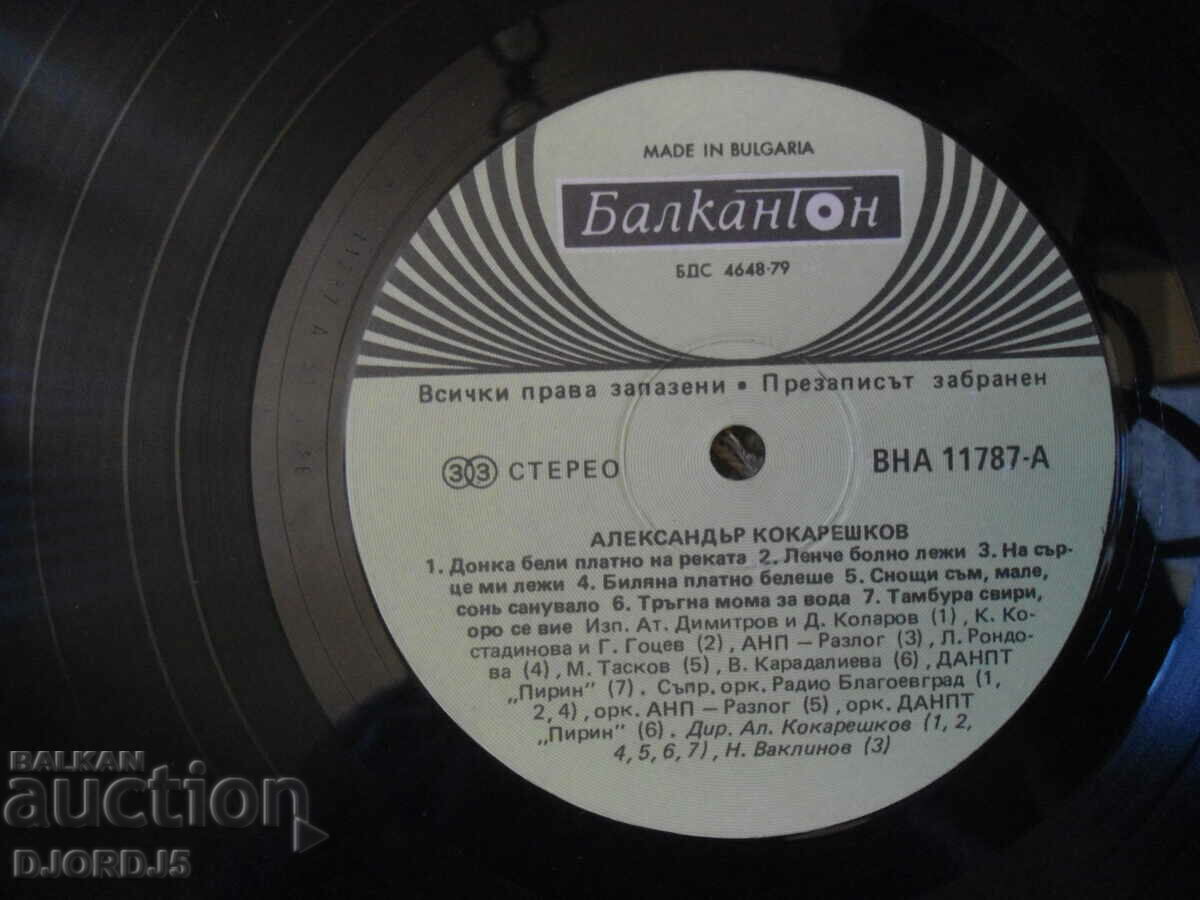 MADE IN BULGARIA
Балкантон
БДС 4648-79
Всички права запазени • Презаписът забранен
33 СТЕРЕО
ВНА 11787-А
АЛЕКСАНДЪР КОКАРЕШКОВ
1. Донка бели платно на реката 2. Ленче болно лежи 3. На сър-
це ми лежи 4. Биляна платно белеше 5. Снощи съм, мале,
сонь санувало 6. Тръгна мома за вода 7. Тамбура свири,
оро се вие Изп. Ат. Димитров и Д. Коларов (1), К. Ко-
стадинова и Г. Гоцев (2), АНП — Разлог (3), Л. Рондо-
ва (4), М. Тасков (5), В. Карадалиева (6), ДАНПТ
„Пирин" (7). Съпр. орк. Радио Благоевград (1,
2, 4), орк. АНП — Разлог (5), орк. ДАНПТ
„Пирин" (6). Дир. Ал. Кокарешков (1, 2,
4, 5, 6, 7), Н. Ваклинов (3)
BALKAN
auction
DJORDJ5